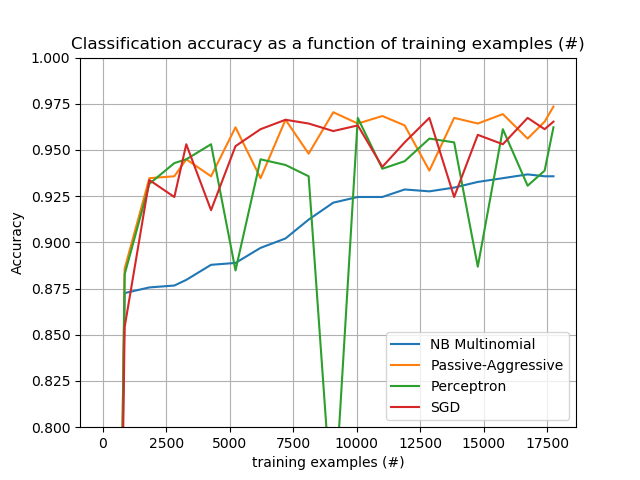 Classification accuracy as a function of training examples (#)
1.000
0.975
0.950
0.925
0.900
0.875
0.850
0.825
0.800
Accuracy
NB Multinomial
Passive-Aggressive
Perceptron
SGD
0 2500 5000 7500 10000 12500 15000 17500
training examples (#)